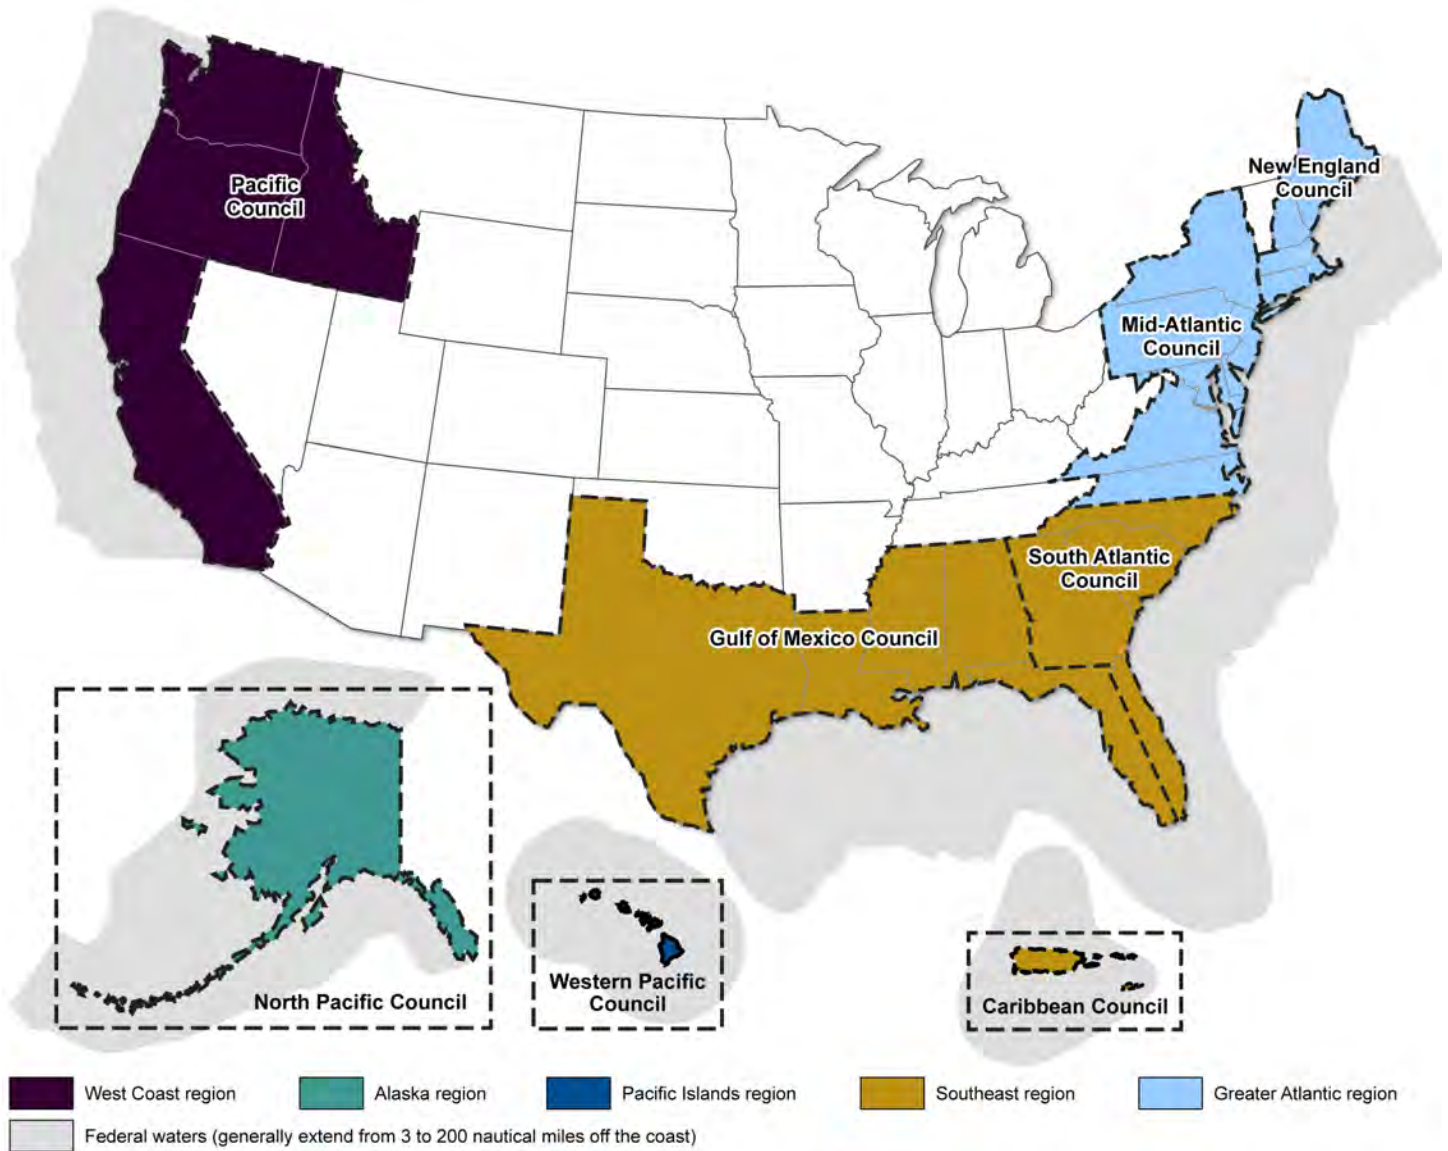 Pacific
Council
New England
Council
Mid-Atlantic
Council
South Atlantic
Council
Gulf of Mexico Council
North Pacific Council
Western Pacific
Council
Caribbean Council
West Coast region
Alaska region
Pacific Islands region
Southeast region
Greater Atlantic region
Federal waters (generally extend from 3 to 200 nautical miles off the coast)